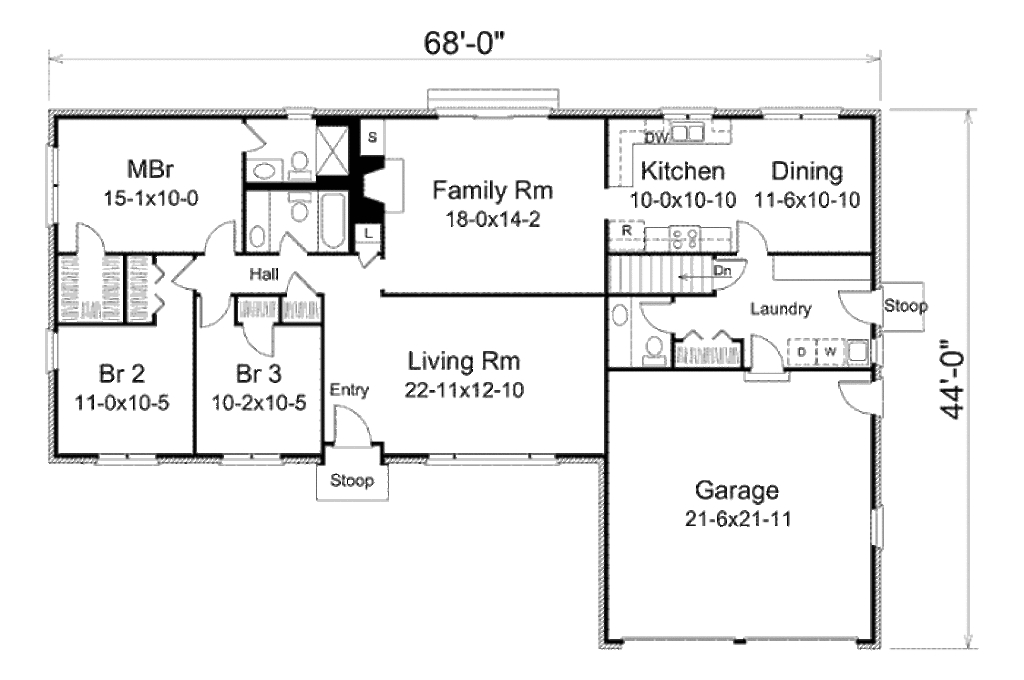 68'-0"
S
DW
MBr
15-1x10-0
Family Rm
18-0x14-2
Kitchen
10-0x10-10
Dining
11-6x10-10
L
R
Hall
Dn
Laundry
Stoop
D
W
Br 2
11-0x10-5
Br 3
10-2x10-5
Entry
Living Rm
22-11x12-10
44'-0"
Stoop
Garage
21-6x21-11